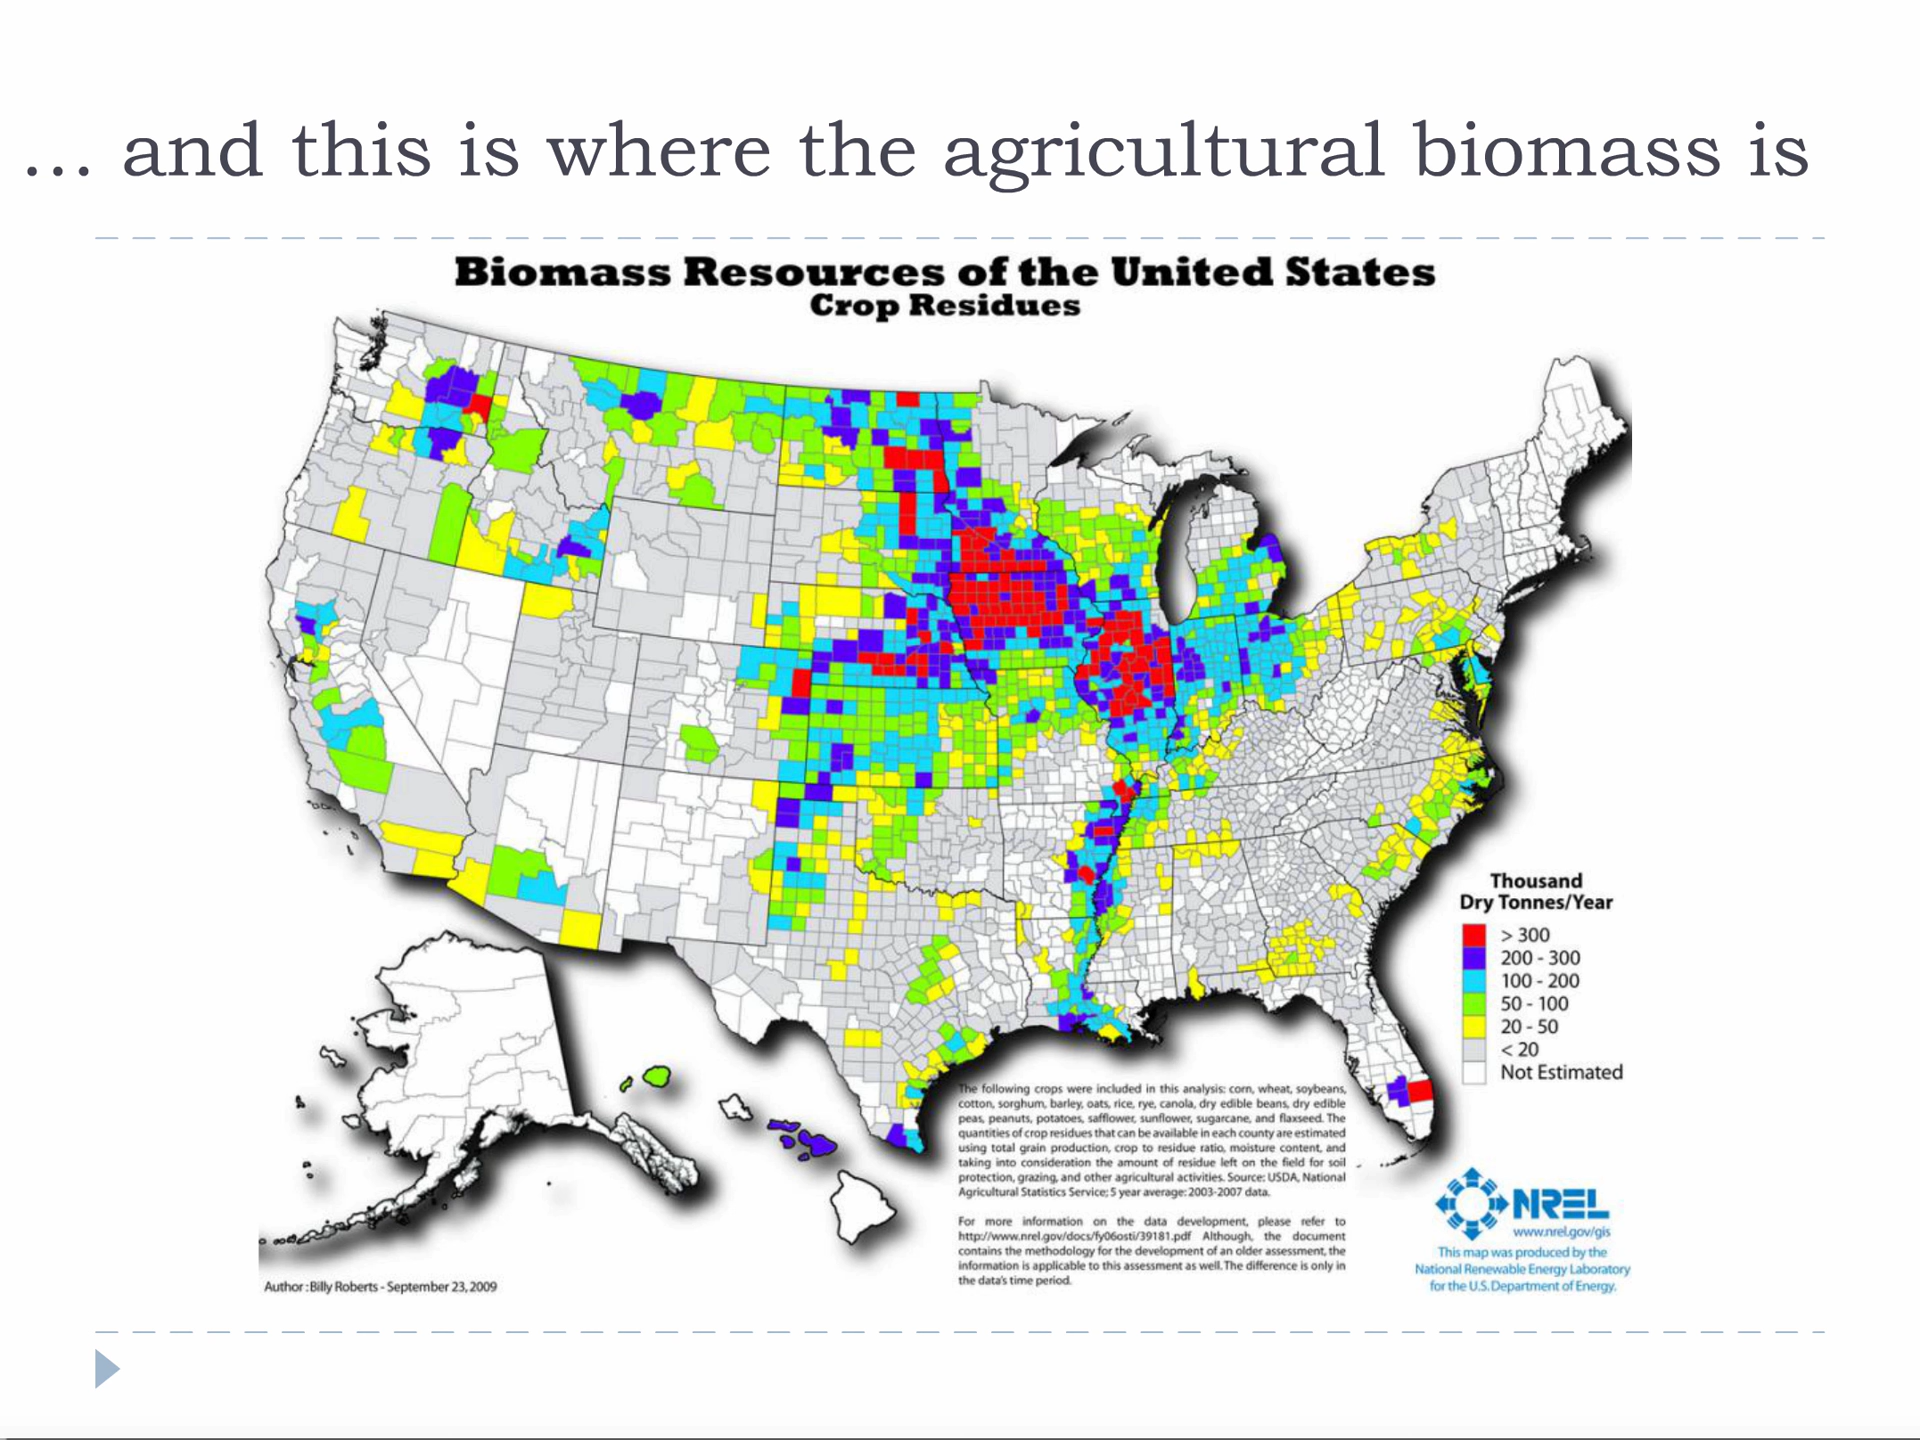 ... and this is where the agricultural biomass is
Biomass Resources of the United States
Crop Residues
Thousand
Dry Tonnes/Year
> 300
200 - 300
100 - 200
50 - 100
20 - 50
< 20
Not Estimated
The following crops were included in this analysis: corn, wheat, soybeans,
cotton, sorghum, barley, oats, rice, rye, canola, dry edible beans, dry edible
peas, peanuts, potatoes, safflower, sunflower, sugarcane, and flaxseed. The
quantities of crop residues that can be available in each county are estimated
using total grain production, crop to residue ratio, moisture content, and
taking into consideration the amount of residue left on the field for soil
protection, grazing, and other agricultural activities. Source: USDA, National
Agricultural Statistics Service; 5 year average: 2003-2007 data.
For more information on the data development, please refer to
http://www.nrel.gov/docs/fy06osti/39181.pdf Although, the document
contains the methodology for the development of an older assessment, the
information is applicable to this assessment as well. The difference is only in
the data's time period.
NREL
www.nrel.gov/gis
This map was produced by the
National Renewable Energy Laboratory
for the U.S. Department of Energy.
Author : Billy Roberts - September 23, 2009